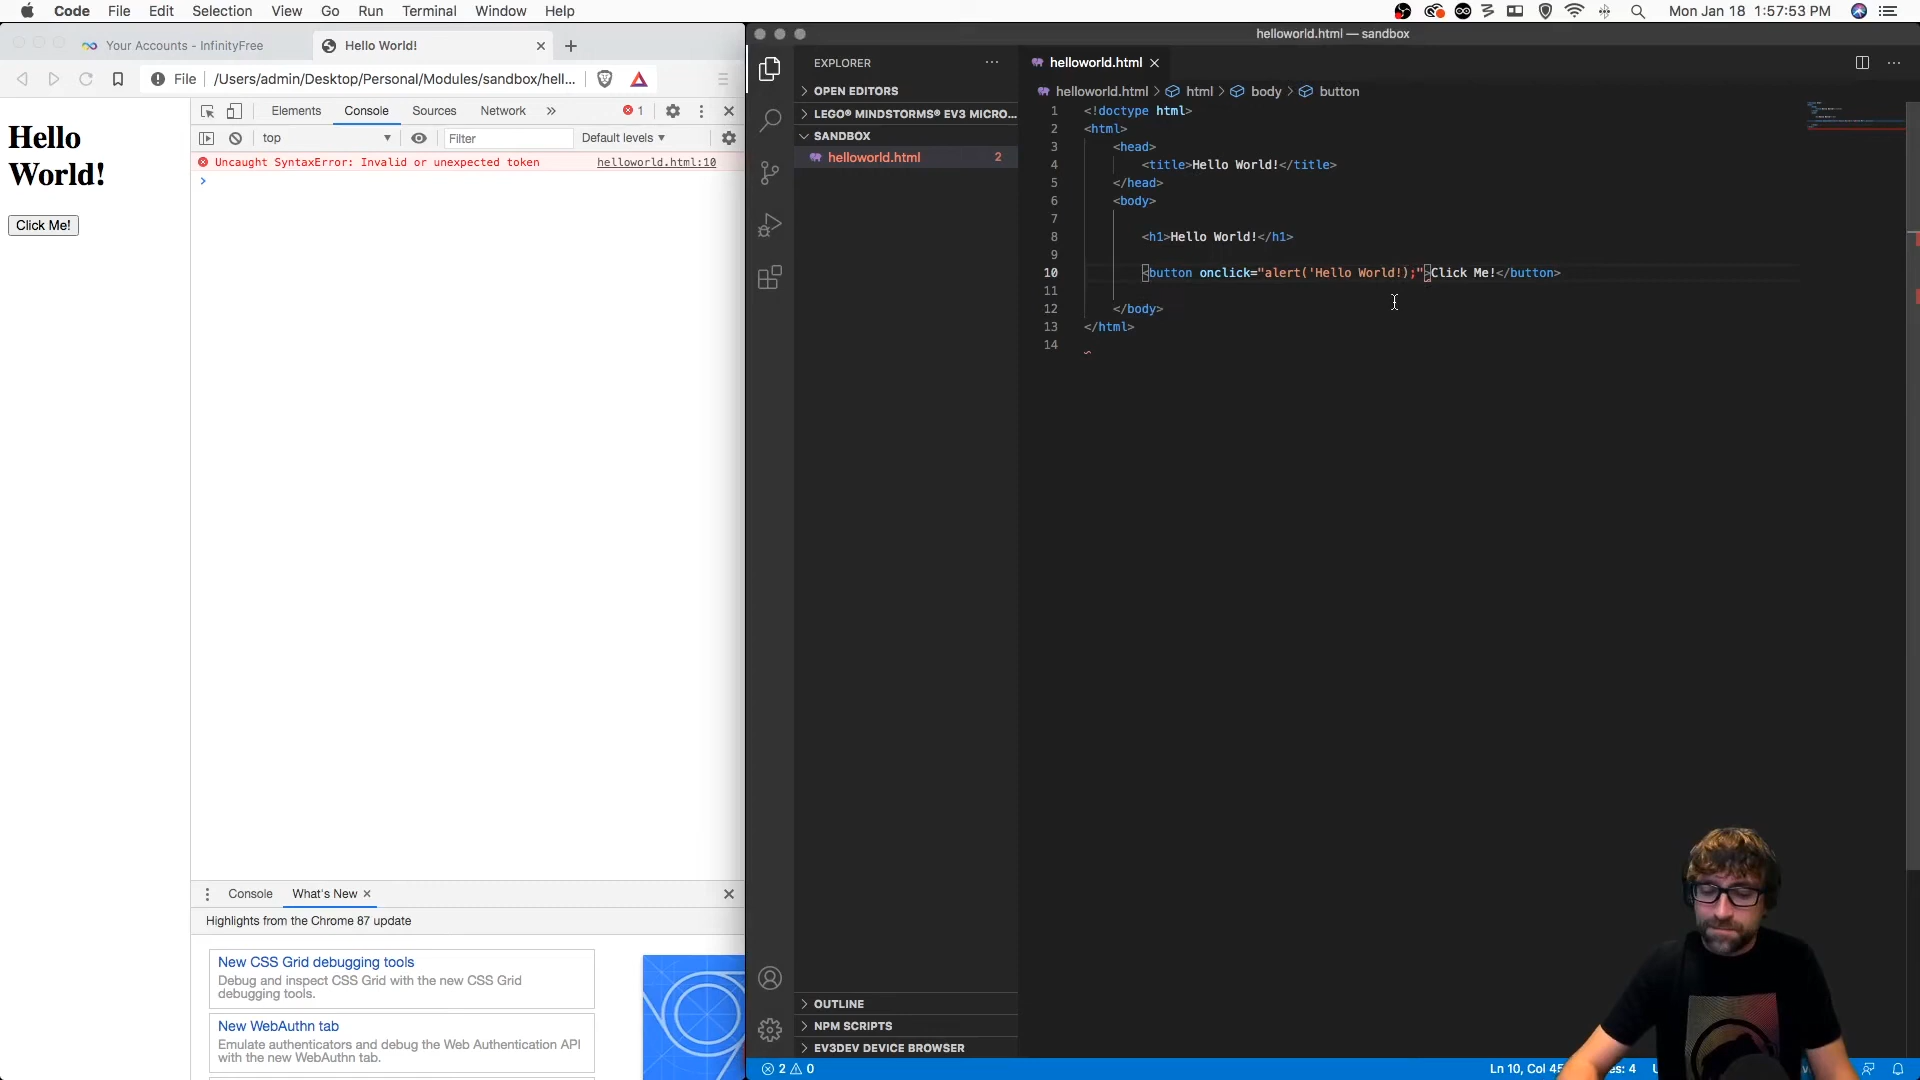 Code File Edit Selection View Go Run Terminal Window Help
Mon Jan 18 1:57:53 PM
Your Accounts - InfinityFree
Hello World!
File /Users/admin/Desktop/Personal/Modules/sandbox/hell...
Hello
World!
Click Me!
Elements Console Sources Network » 1
top Filter Default levels
Uncaught SyntaxError: Invalid or unexpected token helloworld.html:10
Console What's New
Highlights from the Chrome 87 update
New CSS Grid debugging tools
Debug and inspect CSS Grid with the new CSS Grid
debugging tools.
New WebAuthn tab
Emulate authenticators and debug the Web Authentication API
with the new WebAuthn tab.
helloworld.html — sandbox
EXPLORER
OPEN EDITORS
LEGO® MINDSTORMS® EV3 MICRO...
SANDBOX
helloworld.html 2
OUTLINE
NPM SCRIPTS
EV3DEV DEVICE BROWSER
helloworld.html
helloworld.html > html > body > button
1 <!doctype html>
2 <html>
3 <head>
4 <title>Hello World!</title>
5 </head>
6 <body>
7
8 <h1>Hello World!</h1>
9
10 <button onclick="alert('Hello World!);">Click Me!</button>
11
12 </body>
13 </html>
14
2 0
Ln 10, Col 45
es: 4